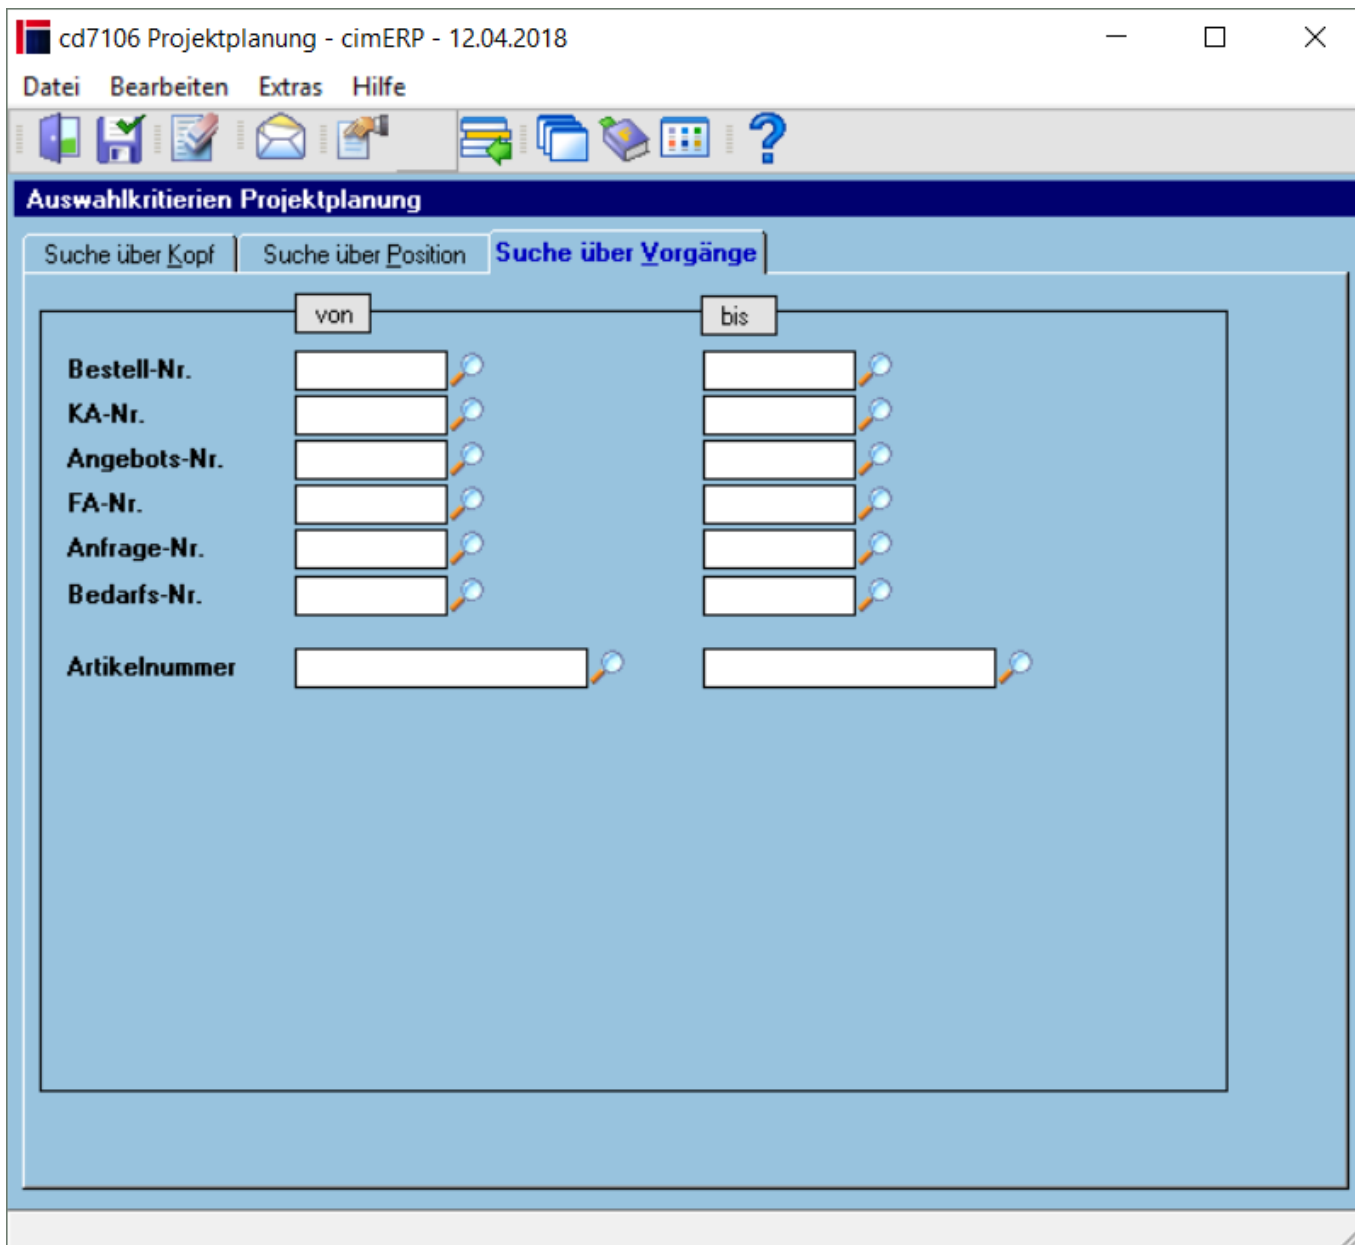 cd7106 Projektplanung - cimERP - 12.04.2018
Datei Bearbeiten Extras Hilfe
Auswahlkritierien Projektplanung
Suche über Kopf Suche über Position Suche über Vorgänge
von bis
Bestell-Nr.
KA-Nr.
Angebots-Nr.
FA-Nr.
Anfrage-Nr.
Bedarfs-Nr.
Artikelnummer